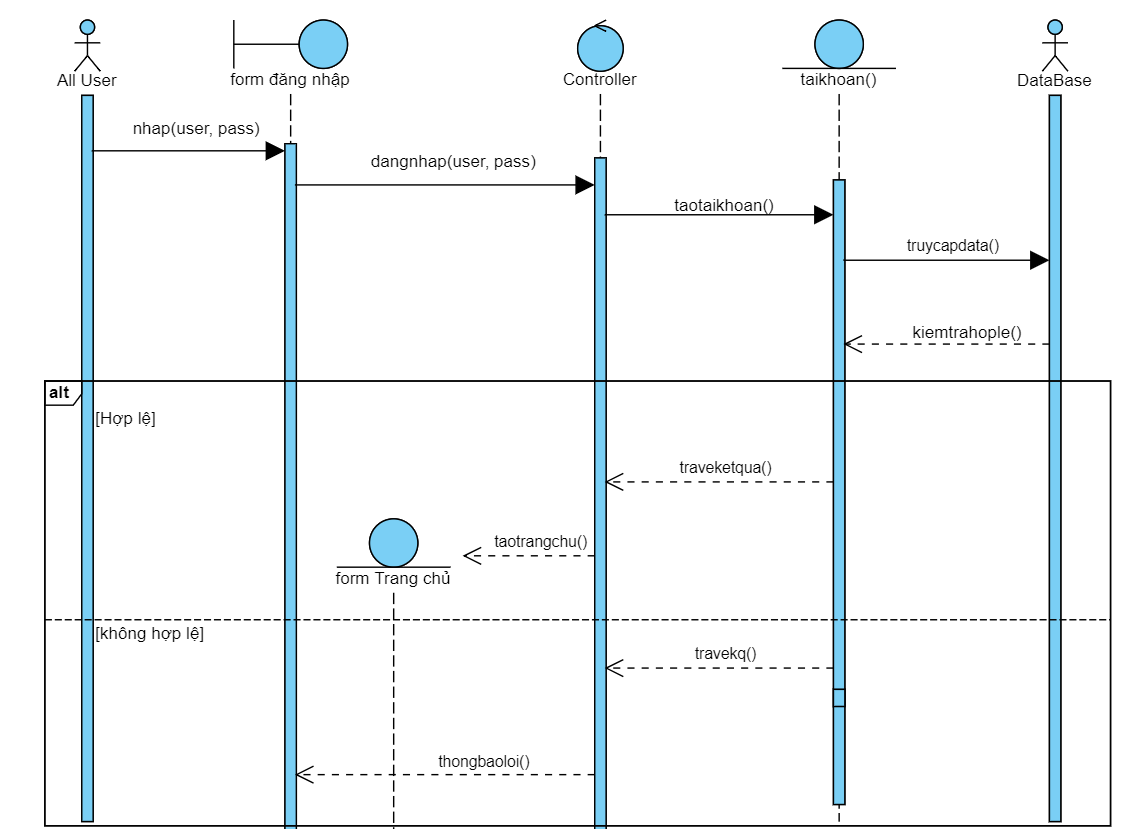 All User
form đăng nhập
Controller
taikhoan()
DataBase
nhap(user, pass)
dangnhap(user, pass)
taotaikhoan()
truycapdata()
kiemtrahople()
alt
[Hợp lệ]
traveketqua()
taotrangchu()
form Trang chủ
[không hợp lệ]
travekq()
thongbaoloi()